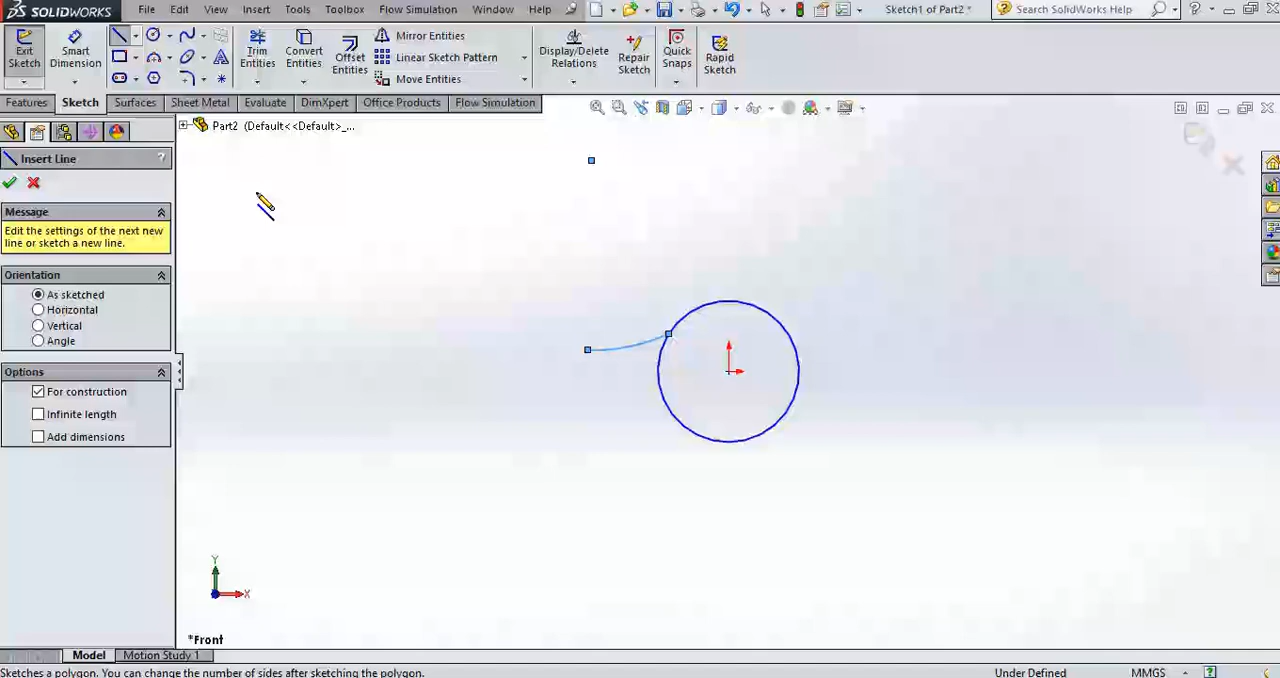 SOLIDWORKS File Edit View Insert Tools Toolbox Flow Simulation Window Help Sketch1 of Part2 * Search SolidWorks Help
Exit Sketch
Smart Dimension
Trim Entities
Convert Entities
Offset Entities
Mirror Entities
Linear Sketch Pattern
Move Entities
Display/Delete Relations
Repair Sketch
Quick Snaps
Rapid Sketch
Features Sketch Surfaces Sheet Metal Evaluate DimXpert Office Products Flow Simulation
Part2 (Default<<Default>_...
Insert Line ?
Message
Edit the settings of the next new
line or sketch a new line.
Orientation
As sketched
Horizontal
Vertical
Angle
Options
For construction
Infinite length
Add dimensions
Y
X
*Front
Model Motion Study 1
Sketches a polygon. You can change the number of sides after sketching the polygon. Under Defined MMGS ?